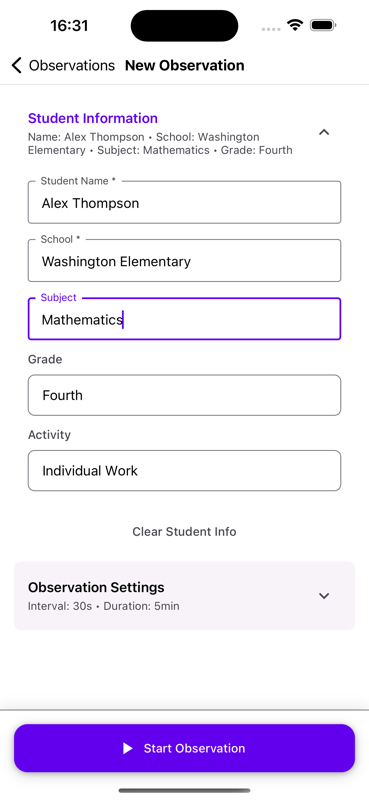 16:31
Observations New Observation
Student Information
Name: Alex Thompson • School: Washington
Elementary • Subject: Mathematics • Grade: Fourth
Student Name *
Alex Thompson
School *
Washington Elementary
Subject
Mathematics
Grade
Fourth
Activity
Individual Work
Clear Student Info
Observation Settings
Interval: 30s • Duration: 5min
Start Observation